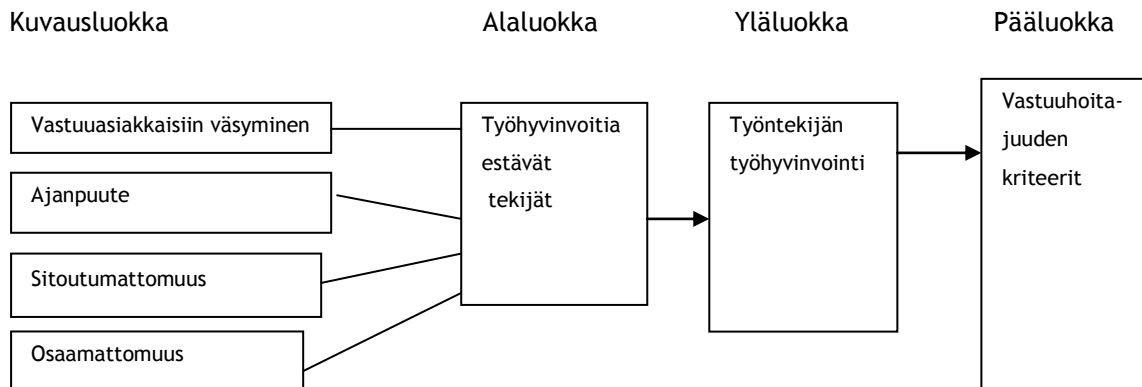 Kuvausluokka Alaluokka Yläluokka Pääluokka
Vastuuasiakkaisiin väsyminen
Ajanpuute
Sitoutumattomuus
Osaamattomuus
Työhyvinvoitia
estävät
tekijät
Työntekijän
työhyvinvointi
Vastuuhoita-
juuden
kriteerit